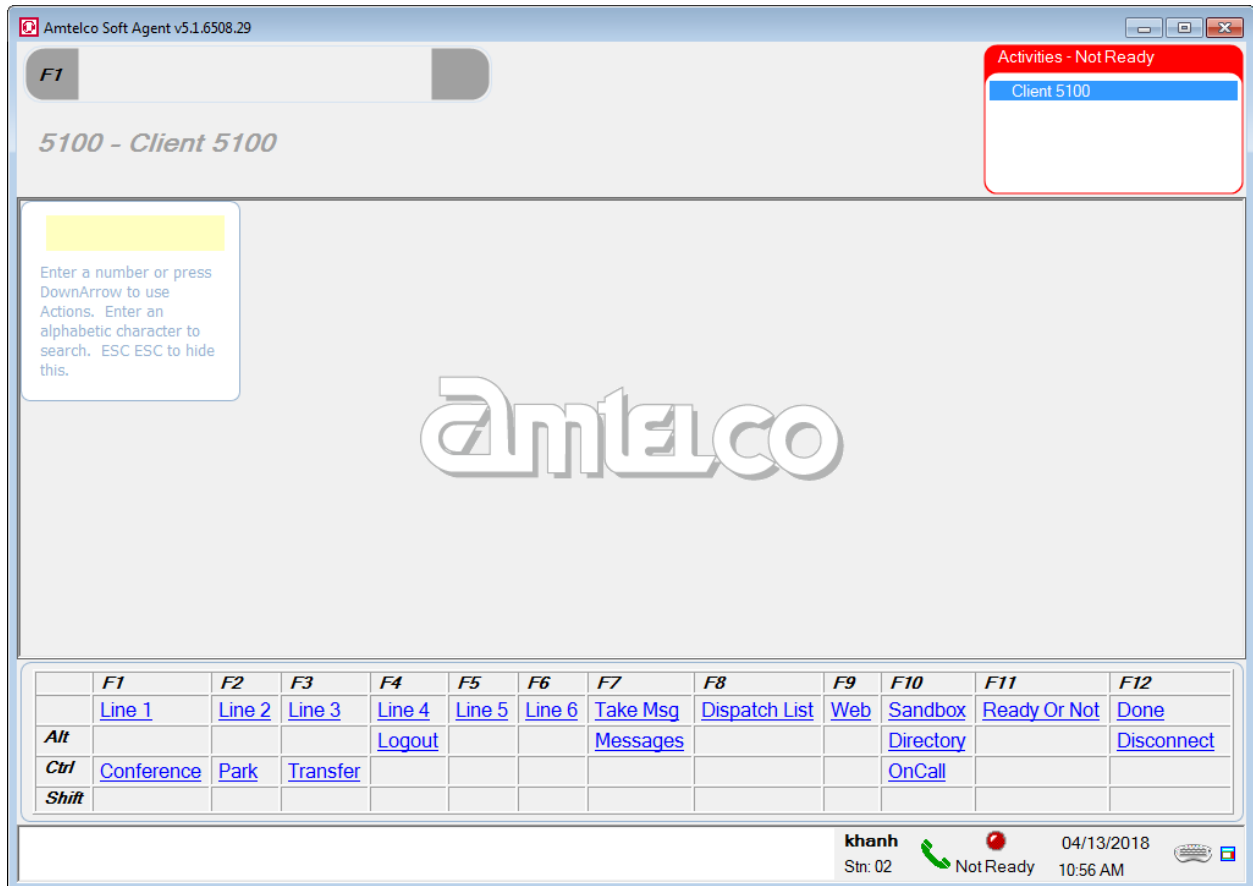 Amtelco Soft Agent v5.1.6508.29
F1
Activities - Not Ready
Client 5100
5100 - Client 5100
Enter a number or press
DownArrow to use
Actions. Enter an
alphabetic character to
search. ESC ESC to hide
this.
amtelco
F1 F2 F3 F4 F5 F6 F7 F8 F9 F10 F11 F12
Line 1 Line 2 Line 3 Line 4 Line 5 Line 6 Take Msg Dispatch List Web Sandbox Ready Or Not Done
Alt Logout Messages Directory Disconnect
Ctrl Conference Park Transfer OnCall
Shift
khanh
Stn: 02
Not Ready
04/13/2018
10:56 AM